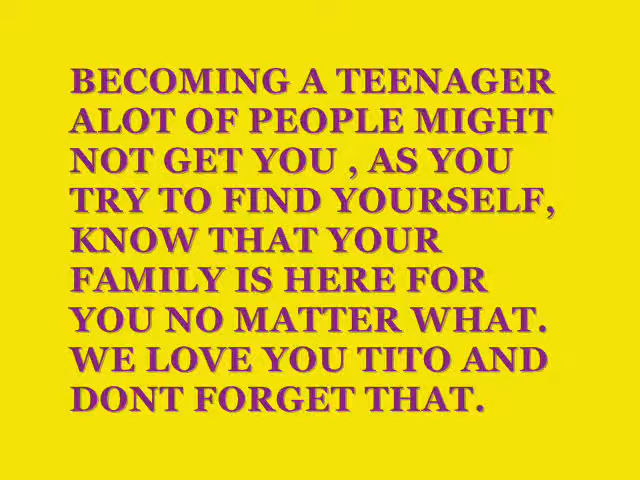 BECOMING A TEENAGER
ALOT OF PEOPLE MIGHT
NOT GET YOU , AS YOU
TRY TO FIND YOURSELF,
KNOW THAT YOUR
FAMILY IS HERE FOR
YOU NO MATTER WHAT.
WE LOVE YOU TITO AND
DONT FORGET THAT.